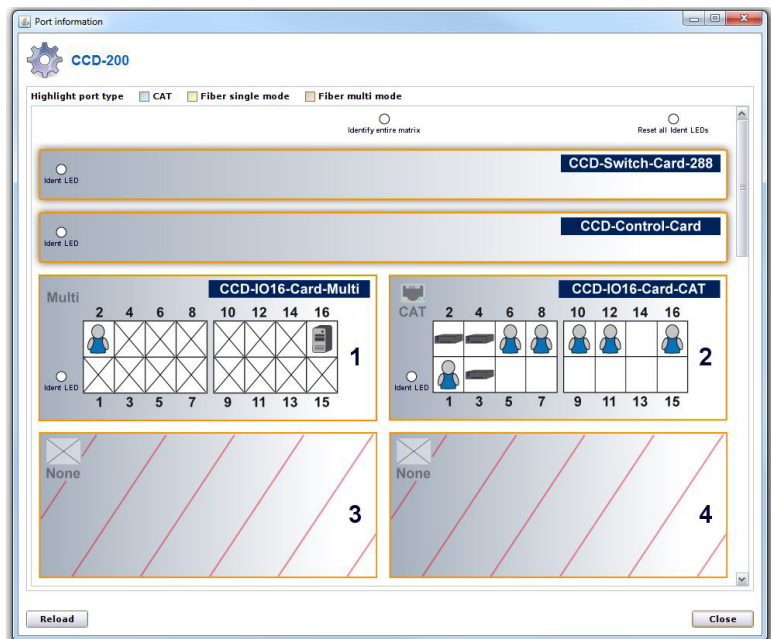 Port information
CCD-200
Highlight port type CAT Fiber single mode Fiber multi mode
Identify entire matrix Reset all Ident LEDs
CCD-Switch-Card-288
Ident LED
CCD-Control-Card
Ident LED
CCD-IO16-Card-Multi
Multi
2 4 6 8 10 12 14 16
1
Ident LED
1 3 5 7 9 11 13 15
CCD-IO16-Card-CAT
CAT
2 4 6 8 10 12 14 16
2
Ident LED
1 3 5 7 9 11 13 15
None
3
None
4
Reload Close